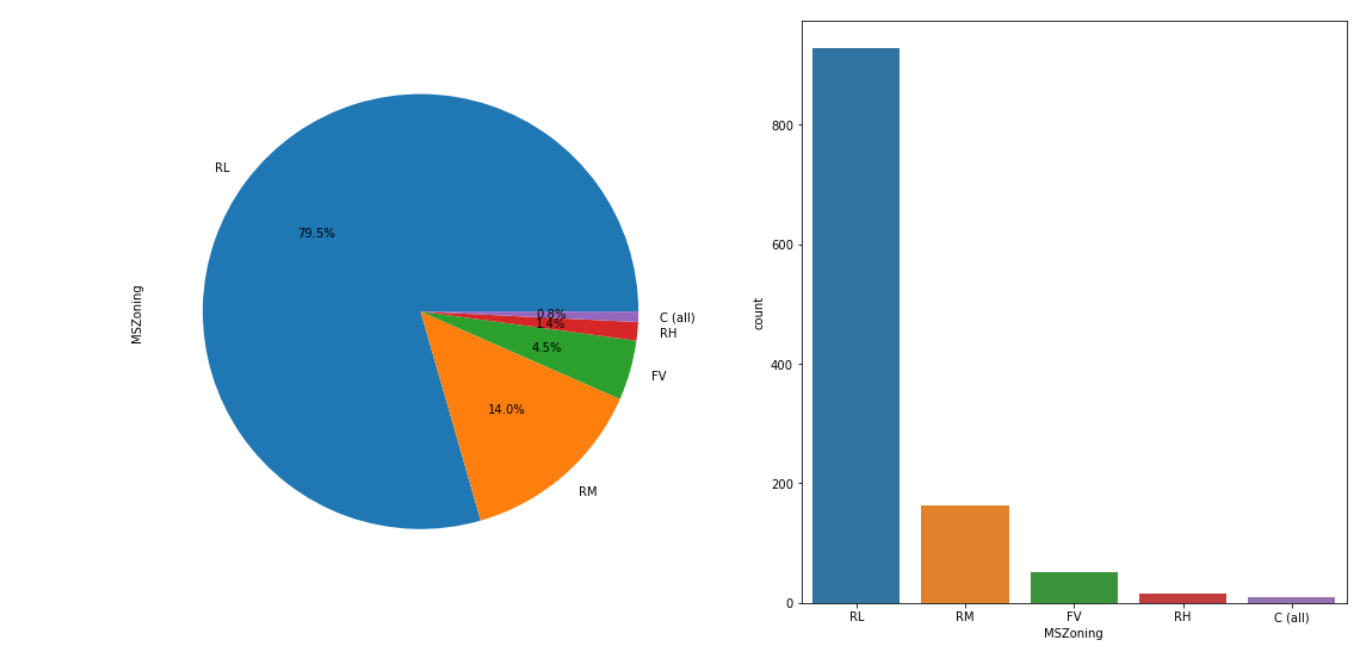 RL
79.5%
MSZoning
0.8%
C (all)
1.4%
RH
4.5%
FV
14.0%
RM
800
600
count
400
200
0
RL RM FV RH C (all)
MSZoning